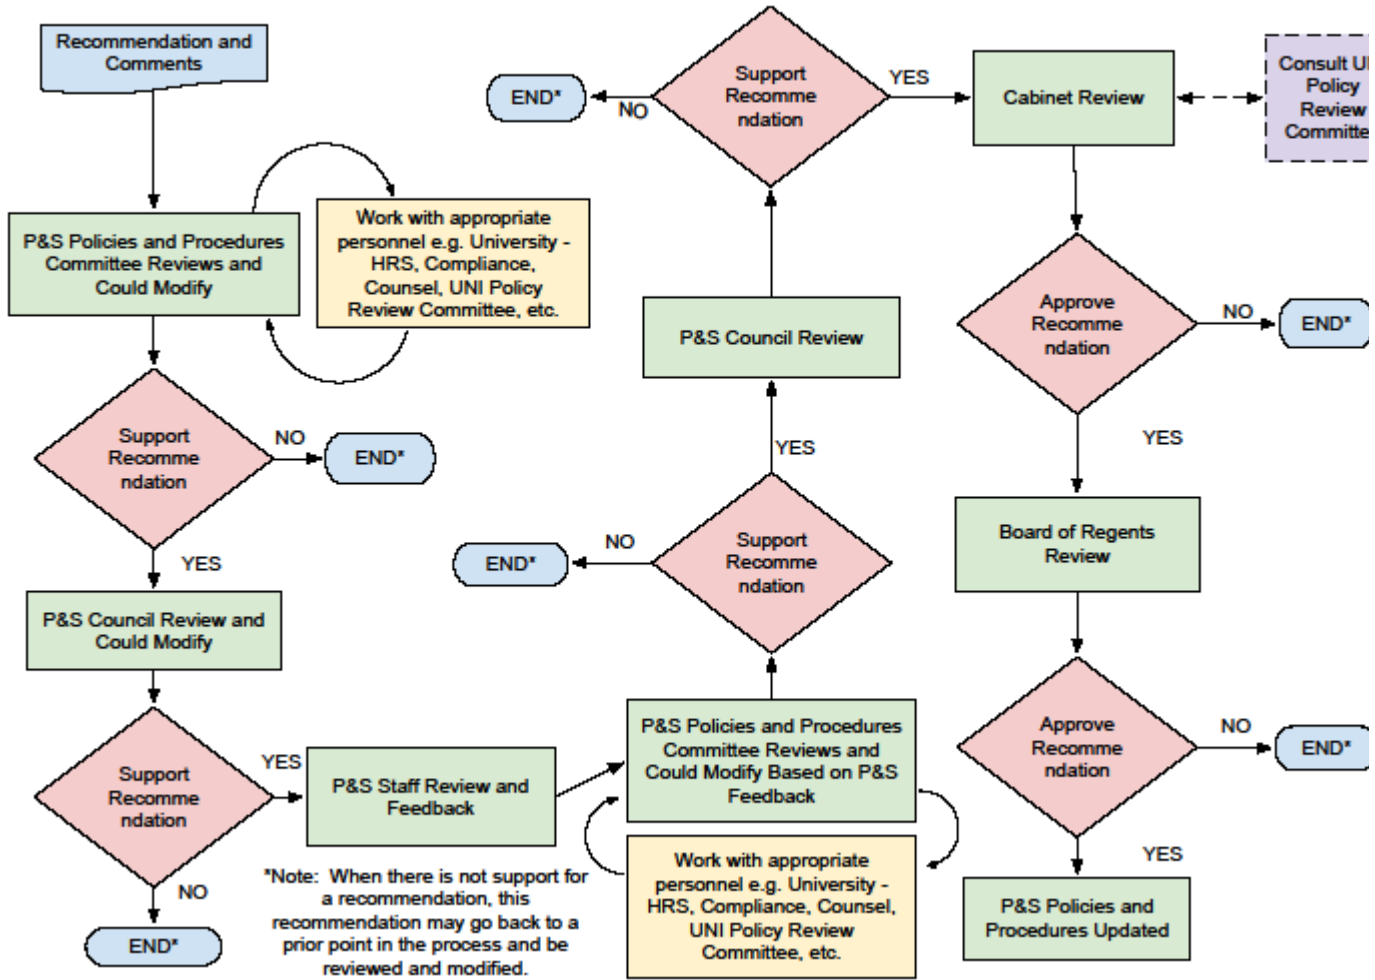 Recommendation and
Comments
P&S Policies and Procedures
Committee Reviews and
Could Modify
Work with appropriate
personnel e.g. University -
HRS, Compliance,
Counsel, UNI Policy
Review Committee, etc.
Support
Recomme
ndation
NO
END*
YES
P&S Council Review and
Could Modify
Support
Recomme
ndation
NO
END*
YES
P&S Staff Review and
Feedback
*Note: When there is not support for
a recommendation, this
recommendation may go back to a
prior point in the process and be
reviewed and modified.
P&S Policies and Procedures
Committee Reviews and
Could Modify Based on P&S
Feedback
Work with appropriate
personnel e.g. University -
HRS, Compliance, Counsel,
UNI Policy Review
Committee, etc.
Support
Recomme
ndation
NO
END*
YES
P&S Council Review
Support
Recomme
ndation
NO
END*
YES
Cabinet Review
Consult
Policy
Review
Approve
Recomme
ndation
NO
END*
YES
Board of Regents
Review
Approve
Recomme
ndation
NO
END*
YES
P&S Policies and
Procedures Updated